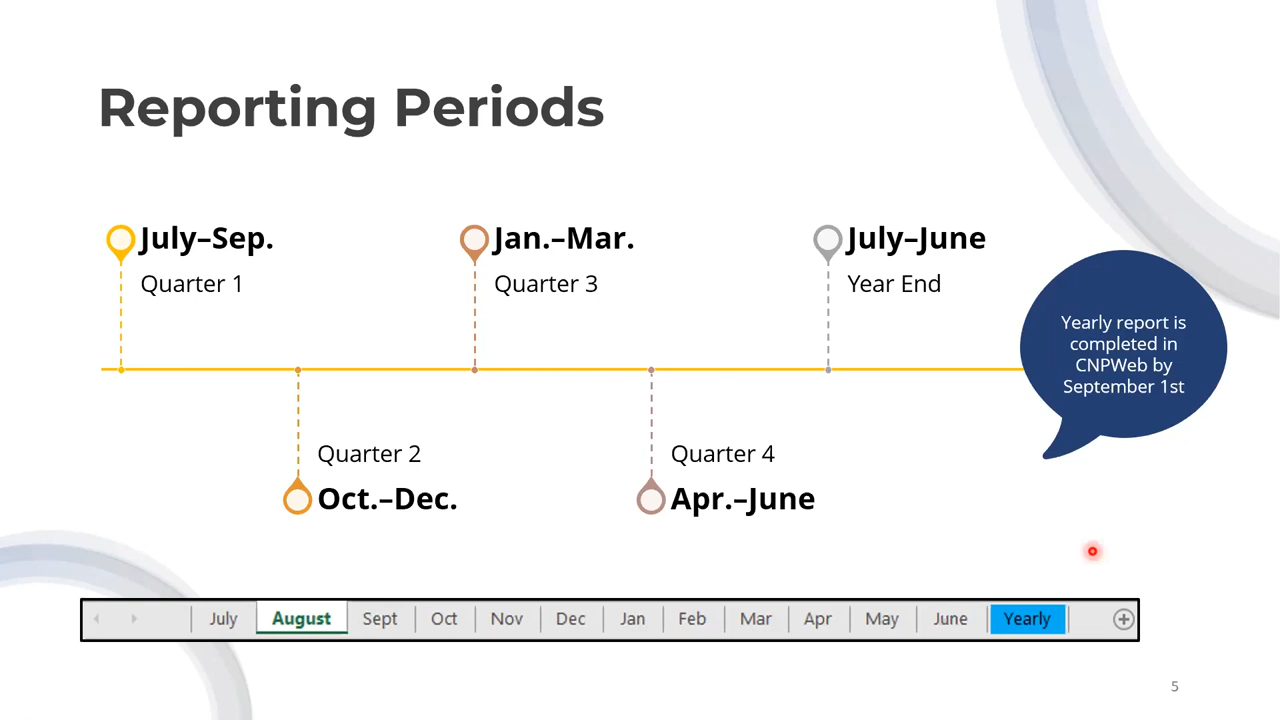 Reporting Periods
July–Sep.
Quarter 1
Jan.–Mar.
Quarter 3
July–June
Year End
Yearly report is
completed in
CNPWeb by
September 1st
Quarter 2
Oct.–Dec.
Quarter 4
Apr.–June
July August Sept Oct Nov Dec Jan Feb Mar Apr May June Yearly
5